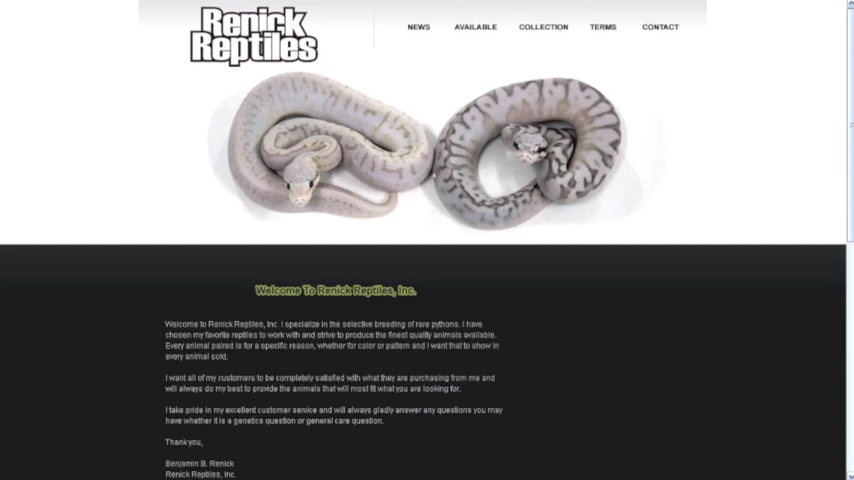 Renick
Reptiles
NEWS AVAILABLE COLLECTION TERMS CONTACT
Welcome To Renick Reptiles, Inc.
Welcome to Renick Reptiles, Inc. I specialize in the selective breeding of rare pythons. I have
chosen my favorite reptiles to work with and strive to produce the finest quality animals available.
Every animal paired is for a specific reason, whether for color or pattern and I want that to show in
every animal sold.
I want all of my customers to be completely satisfied with what they are purchasing from me and
will always do my best to provide the animals that will most fit what you are looking for.
I take pride in my excellent customer service and will always gladly answer any questions you may
have whether it is a genetics question or general care question.
Thank you,
Benjamin B. Renick
Renick Reptiles, Inc.